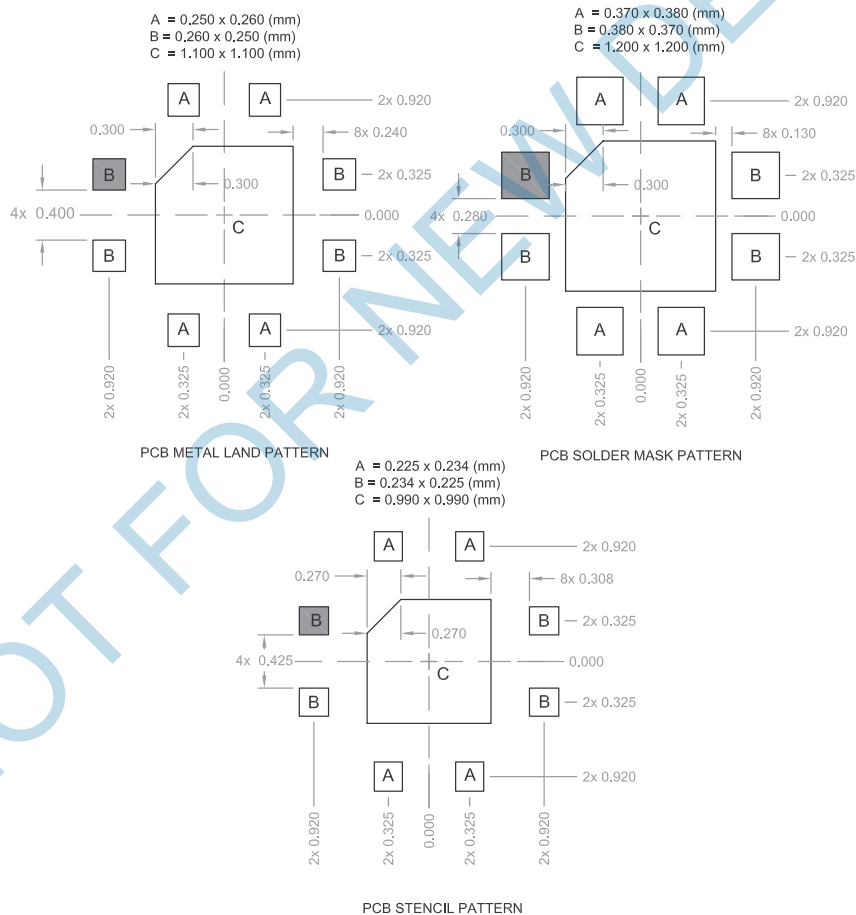 A = 0.250 x 0.260 (mm)
B = 0.260 x 0.250 (mm)
C = 1.100 x 1.100 (mm)
A
A
2x 0.920
0.300
8x 0.240
B
B
2x 0.325
0.300
4x 0.400
0.000
C
B
B
2x 0.325
A
A
2x 0.920
2x 0.920
2x 0.325
0.000
2x 0.325
2x 0.920
PCB METAL LAND PATTERN
A = 0.370 x 0.380 (mm)
B = 0.380 x 0.370 (mm)
C = 1.200 x 1.200 (mm)
A
A
2x 0.920
0.300
8x 0.130
B
B
2x 0.325
0.300
4x 0.280
0.000
C
B
B
2x 0.325
A
A
2x 0.920
2x 0.920
2x 0.325
0.000
2x 0.325
2x 0.920
PCB SOLDER MASK PATTERN
A = 0.225 x 0.234 (mm)
B = 0.234 x 0.225 (mm)
C = 0.990 x 0.990 (mm)
A
A
2x 0.920
0.270
8x 0.308
B
B
2x 0.325
0.270
4x 0.425
0.000
C
B
B
2x 0.325
A
A
2x 0.920
2x 0.920
2x 0.325
0.000
2x 0.325
2x 0.920
PCB STENCIL PATTERN
OT FOR NEW DE